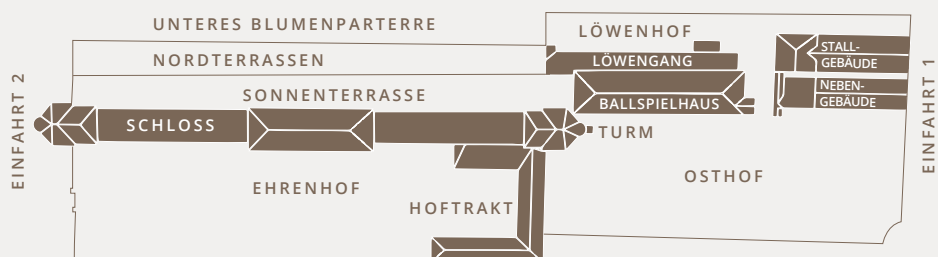 UNTERES BLUMENPARTERRE
LÖWENHOF
NORDTERRASSEN
LÖWENGANG
STALL-
GEBÄUDE
SONNENTERRASSE
BALLSPIELHAUS
NEBEN-
GEBÄUDE
EINFAHRT 2
SCHLOSS
TURM
EINFAHRT 1
EHRENHOF
OSTHOF
HOFTRAKT